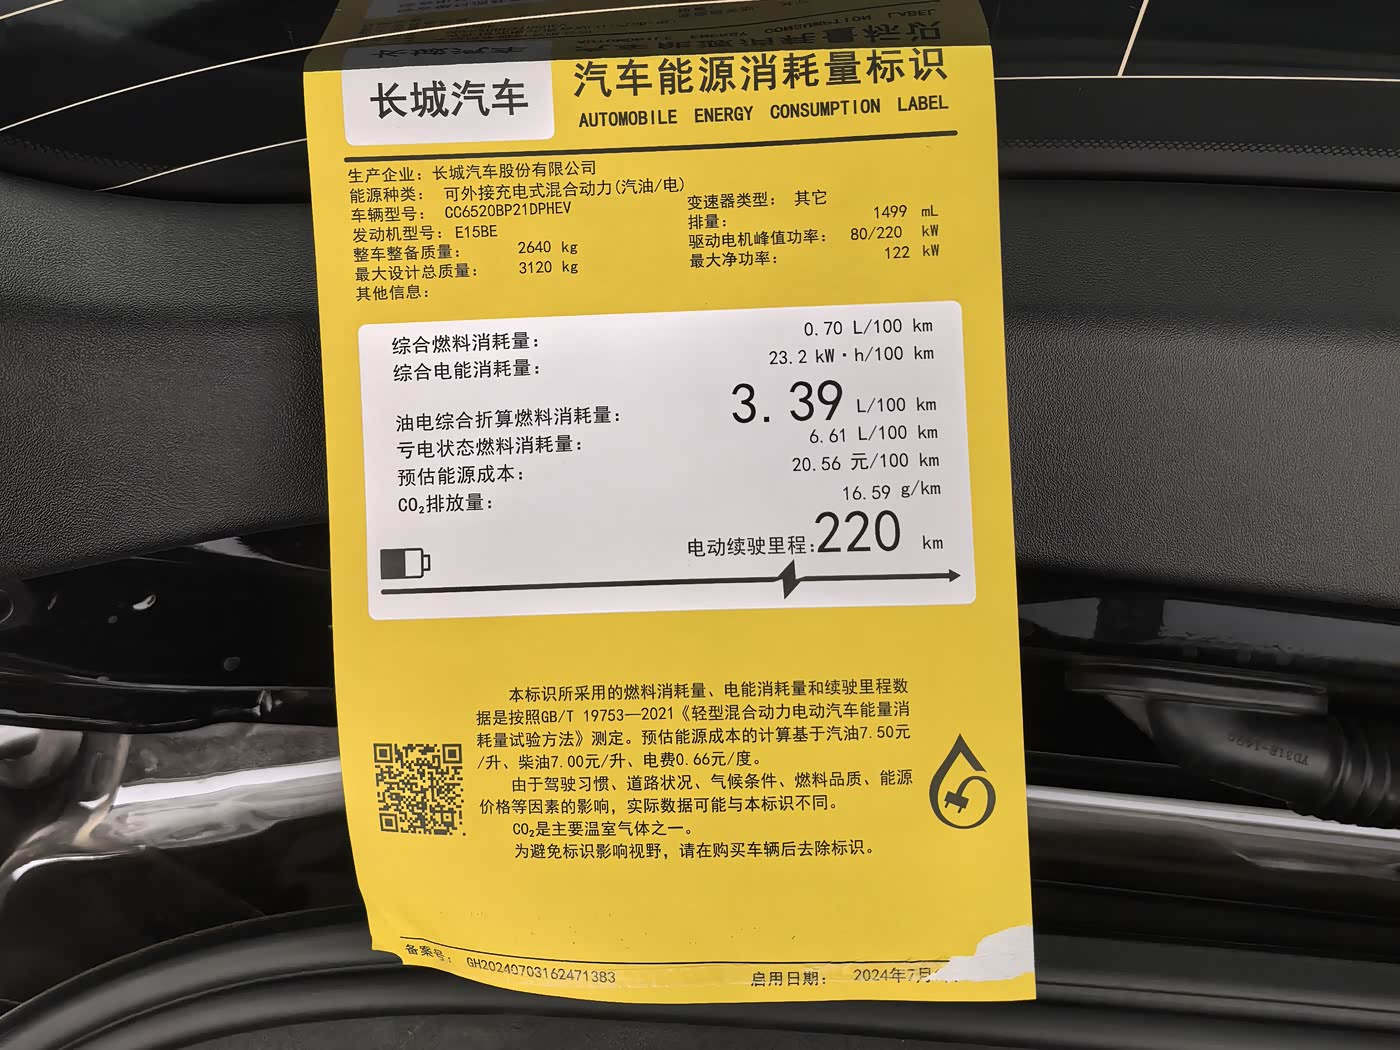 长城汽车
汽车能源消耗量标识
AUTOMOBILE ENERGY CONSUMPTION LABEL
生产企业：长城汽车股份有限公司
能源种类： 可外接充电式混合动力(汽油/电)
车辆型号： CC6520BP21DPHEV
变速器类型： 其它
发动机型号：E15BE
排量： 1499 mL
整车整备质量： 2640 kg
驱动电机峰值功率： 80/220 kW
最大设计总质量： 3120 kg
最大净功率： 122 kW
其他信息：
综合燃料消耗量： 0.70 L/100 km
综合电能消耗量： 23.2 kW·h/100 km
油电综合折算燃料消耗量： 3.39 L/100 km
亏电状态燃料消耗量： 6.61 L/100 km
预估能源成本： 20.56 元/100 km
CO₂排放量： 16.59 g/km
电动续驶里程:220 km
本标识所采用的燃料消耗量、电能消耗量和续驶里程数
据是按照GB/T 19753—2021《轻型混合动力电动汽车能量消
耗量试验方法》测定。预估能源成本的计算基于汽油7.50元
/升、柴油7.00元/升、电费0.66元/度。
由于驾驶习惯、道路状况、气候条件、燃料品质、能源
价格等因素的影响，实际数据可能与本标识不同。
CO₂是主要温室气体之一。
为避免标识影响视野，请在购买车辆后去除标识。
备案号： GH20240703162471383
启用日期： 2024年7月
YD318-1492